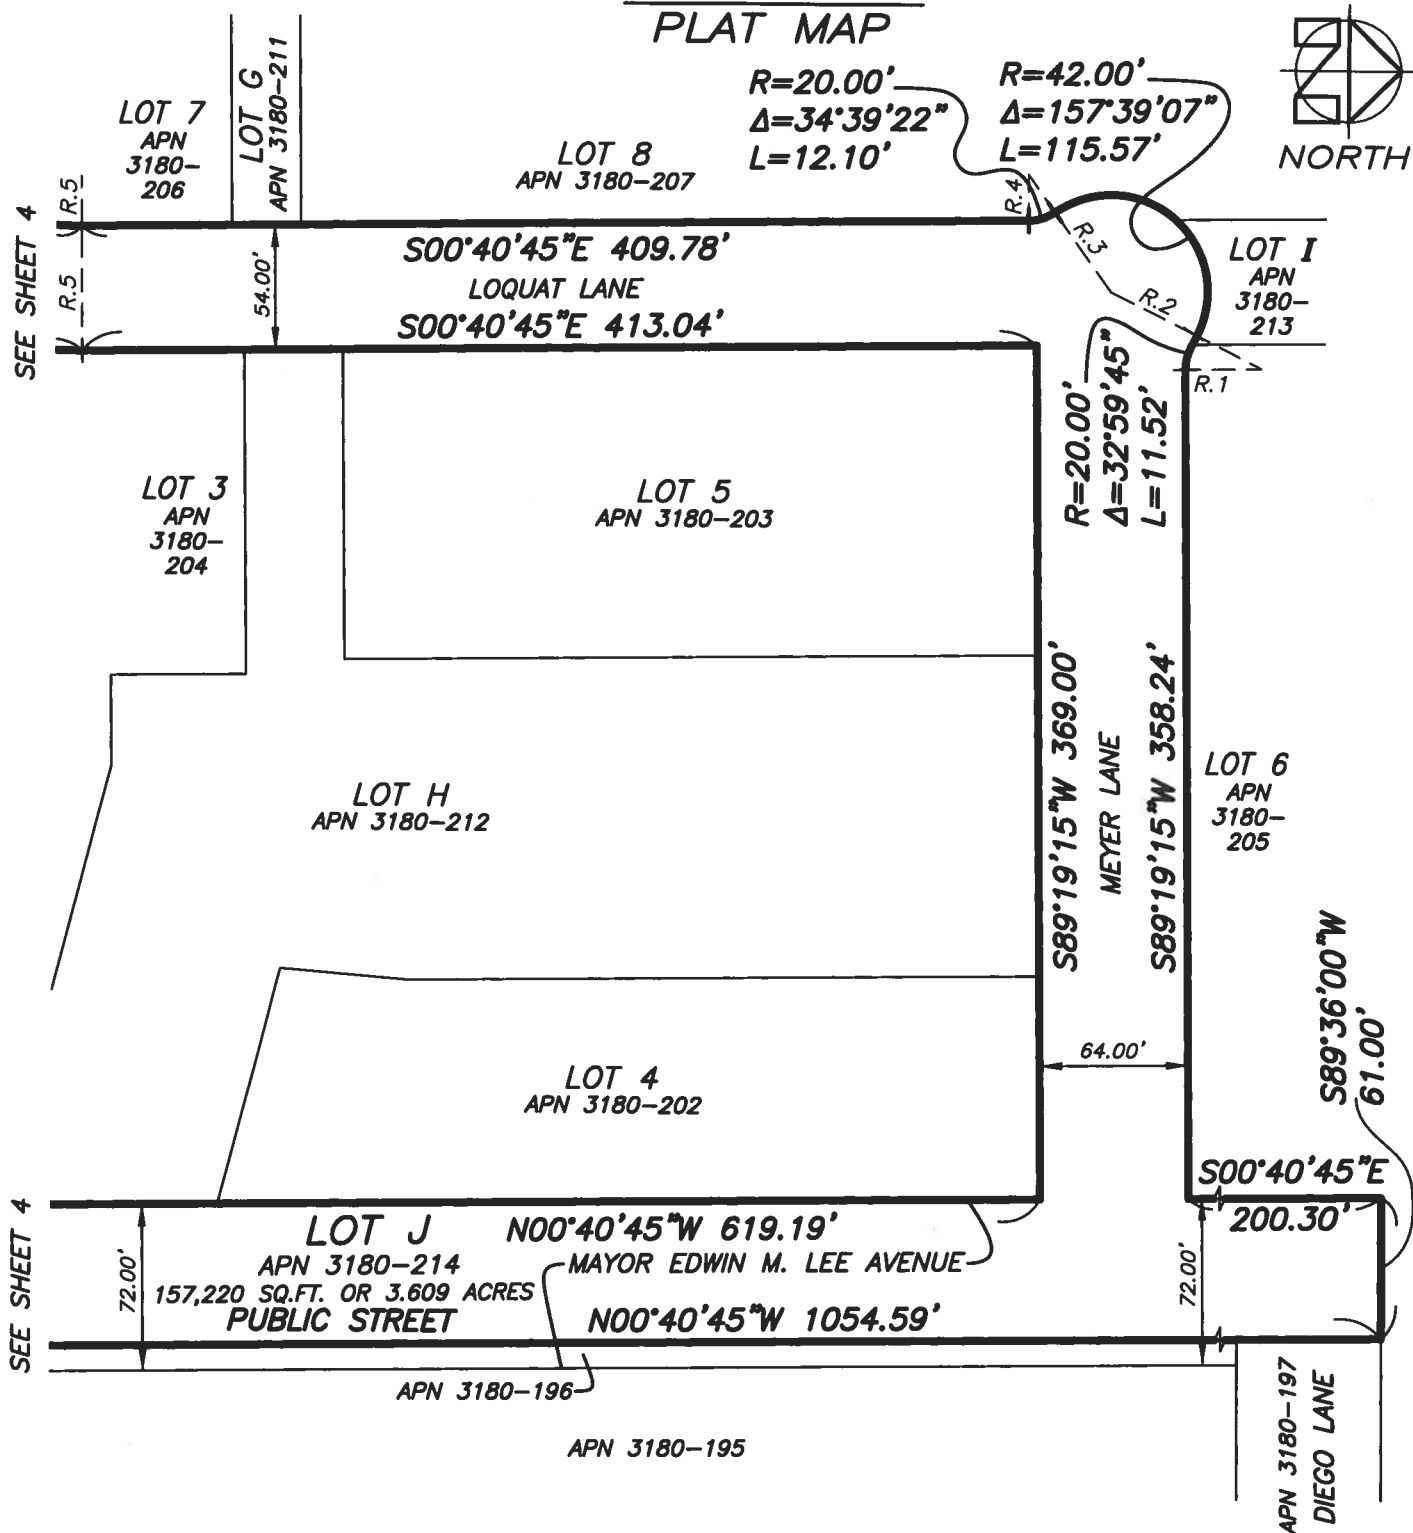 PLAT MAP
N
NORTH
R=20.00'
Δ=34°39'22"
L=12.10'
R=42.00'
Δ=157°39'07"
L=115.57'
LOT 7
APN
3180-
206
LOT G
APN 3180-211
LOT 8
APN 3180-207
R.5
R.5
SEE SHEET 4
54.00'
S00°40'45"E 409.78'
LOQUAT LANE
S00°40'45"E 413.04'
R.4
R.3
R.2
R.1
LOT I
APN
3180-
213
R=20.00'
Δ=32°59'45"
L=11.52'
LOT 3
APN
3180-
204
LOT 5
APN 3180-203
S89°19'15"W 369.00'
MEYER LANE
S89°19'15"W 358.24'
LOT 6
APN
3180-
205
LOT H
APN 3180-212
LOT 4
APN 3180-202
64.00'
S89°36'00"W
61.00'
S00°40'45"E
200.30'
SEE SHEET 4
72.00'
LOT J
APN 3180-214
157,220 SQ.FT. OR 3.609 ACRES
PUBLIC STREET
N00°40'45"W 619.19'
MAYOR EDWIN M. LEE AVENUE
N00°40'45"W 1054.59'
72.00'
APN 3180-196
APN 3180-195
APN 3180-197
DIEGO LANE